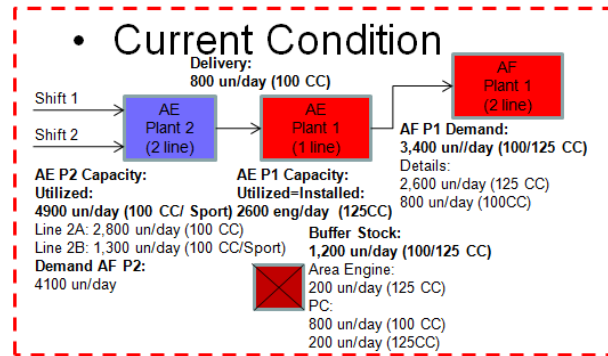 • Current Condition
Delivery:
800 un/day (100 CC)
Shift 1
Shift 2
AE
Plant 2
(2 line)
AE
Plant 1
(1 line)
AF
Plant 1
(2 line)
AF P1 Demand:
3,400 un//day (100/125 CC)
Details:
2,600 un/day (125 CC)
800 un/day (100CC)
AE P2 Capacity:
Utilized:
4900 un/day (100 CC/ Sport)
Line 2A: 2,800 un/day (100 CC)
Line 2B: 1,300 un/day (100 CC/Sport)
Demand AF P2:
4100 un/day
AE P1 Capacity:
Utilized=Installed:
2600 eng/day (125CC)
Buffer Stock:
1,200 un/day (100/125 CC)
Area Engine:
200 un/day (125 CC)
PC:
800 un/day (100 CC)
200 un/day (125CC)